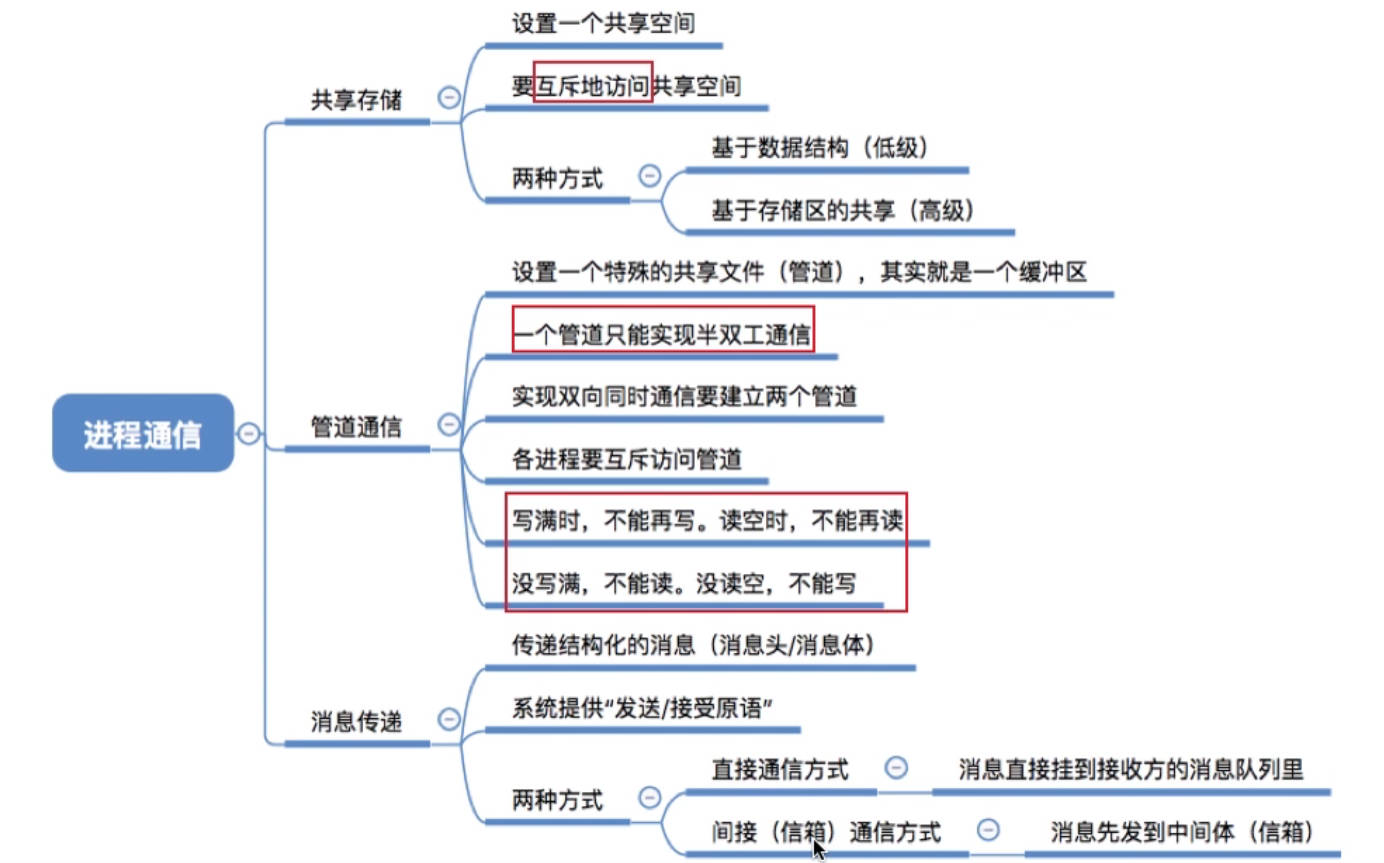 进程通信
共享存储
设置一个共享空间
要互斥地访问共享空间
两种方式
基于数据结构（低级）
基于存储区的共享（高级）
管道通信
设置一个特殊的共享文件（管道），其实就是一个缓冲区
一个管道只能实现半双工通信
实现双向同时通信要建立两个管道
各进程要互斥访问管道
写满时，不能再写。读空时，不能再读
没写满，不能读。没读空，不能写
消息传递
传递结构化的消息（消息头/消息体）
系统提供“发送/接受原语”
两种方式
直接通信方式
消息直接挂到接收方的消息队列里
间接（信箱）通信方式
消息先发到中间体（信箱）